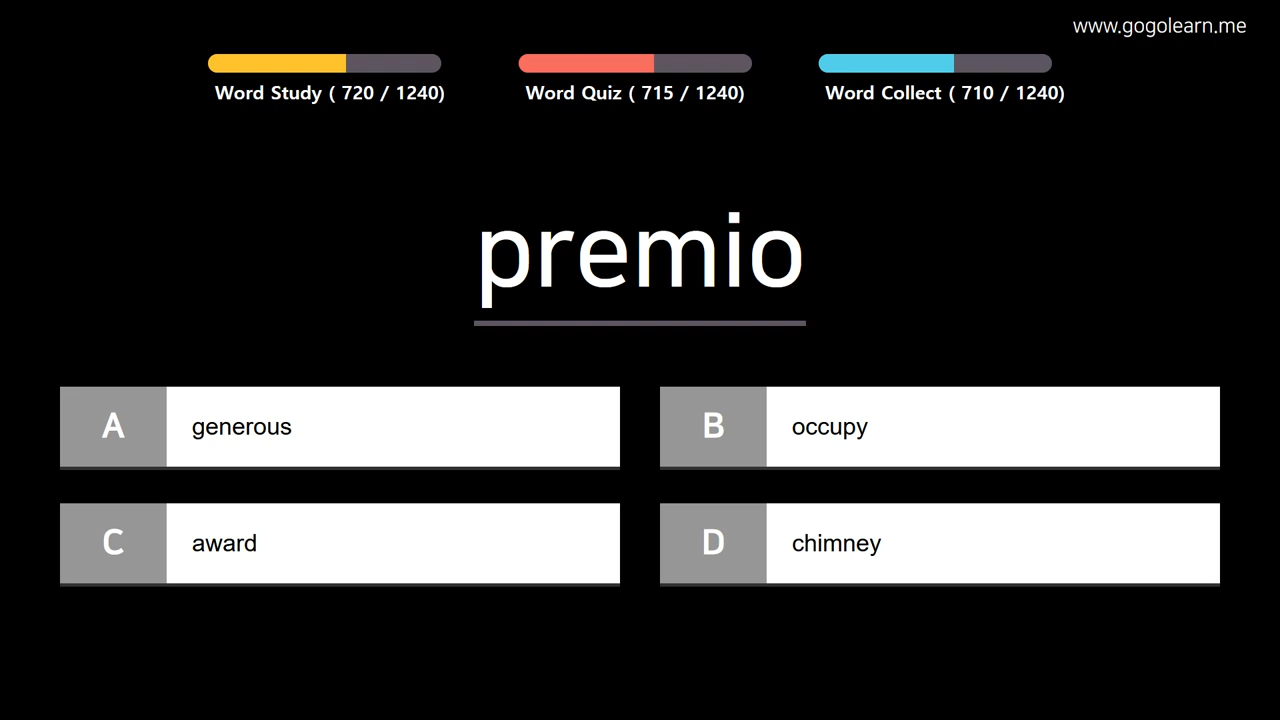 www.gogolearn.me
Word Study ( 720 / 1240)
Word Quiz ( 715 / 1240)
Word Collect ( 710 / 1240)
premio
A generous
B occupy
C award
D chimney